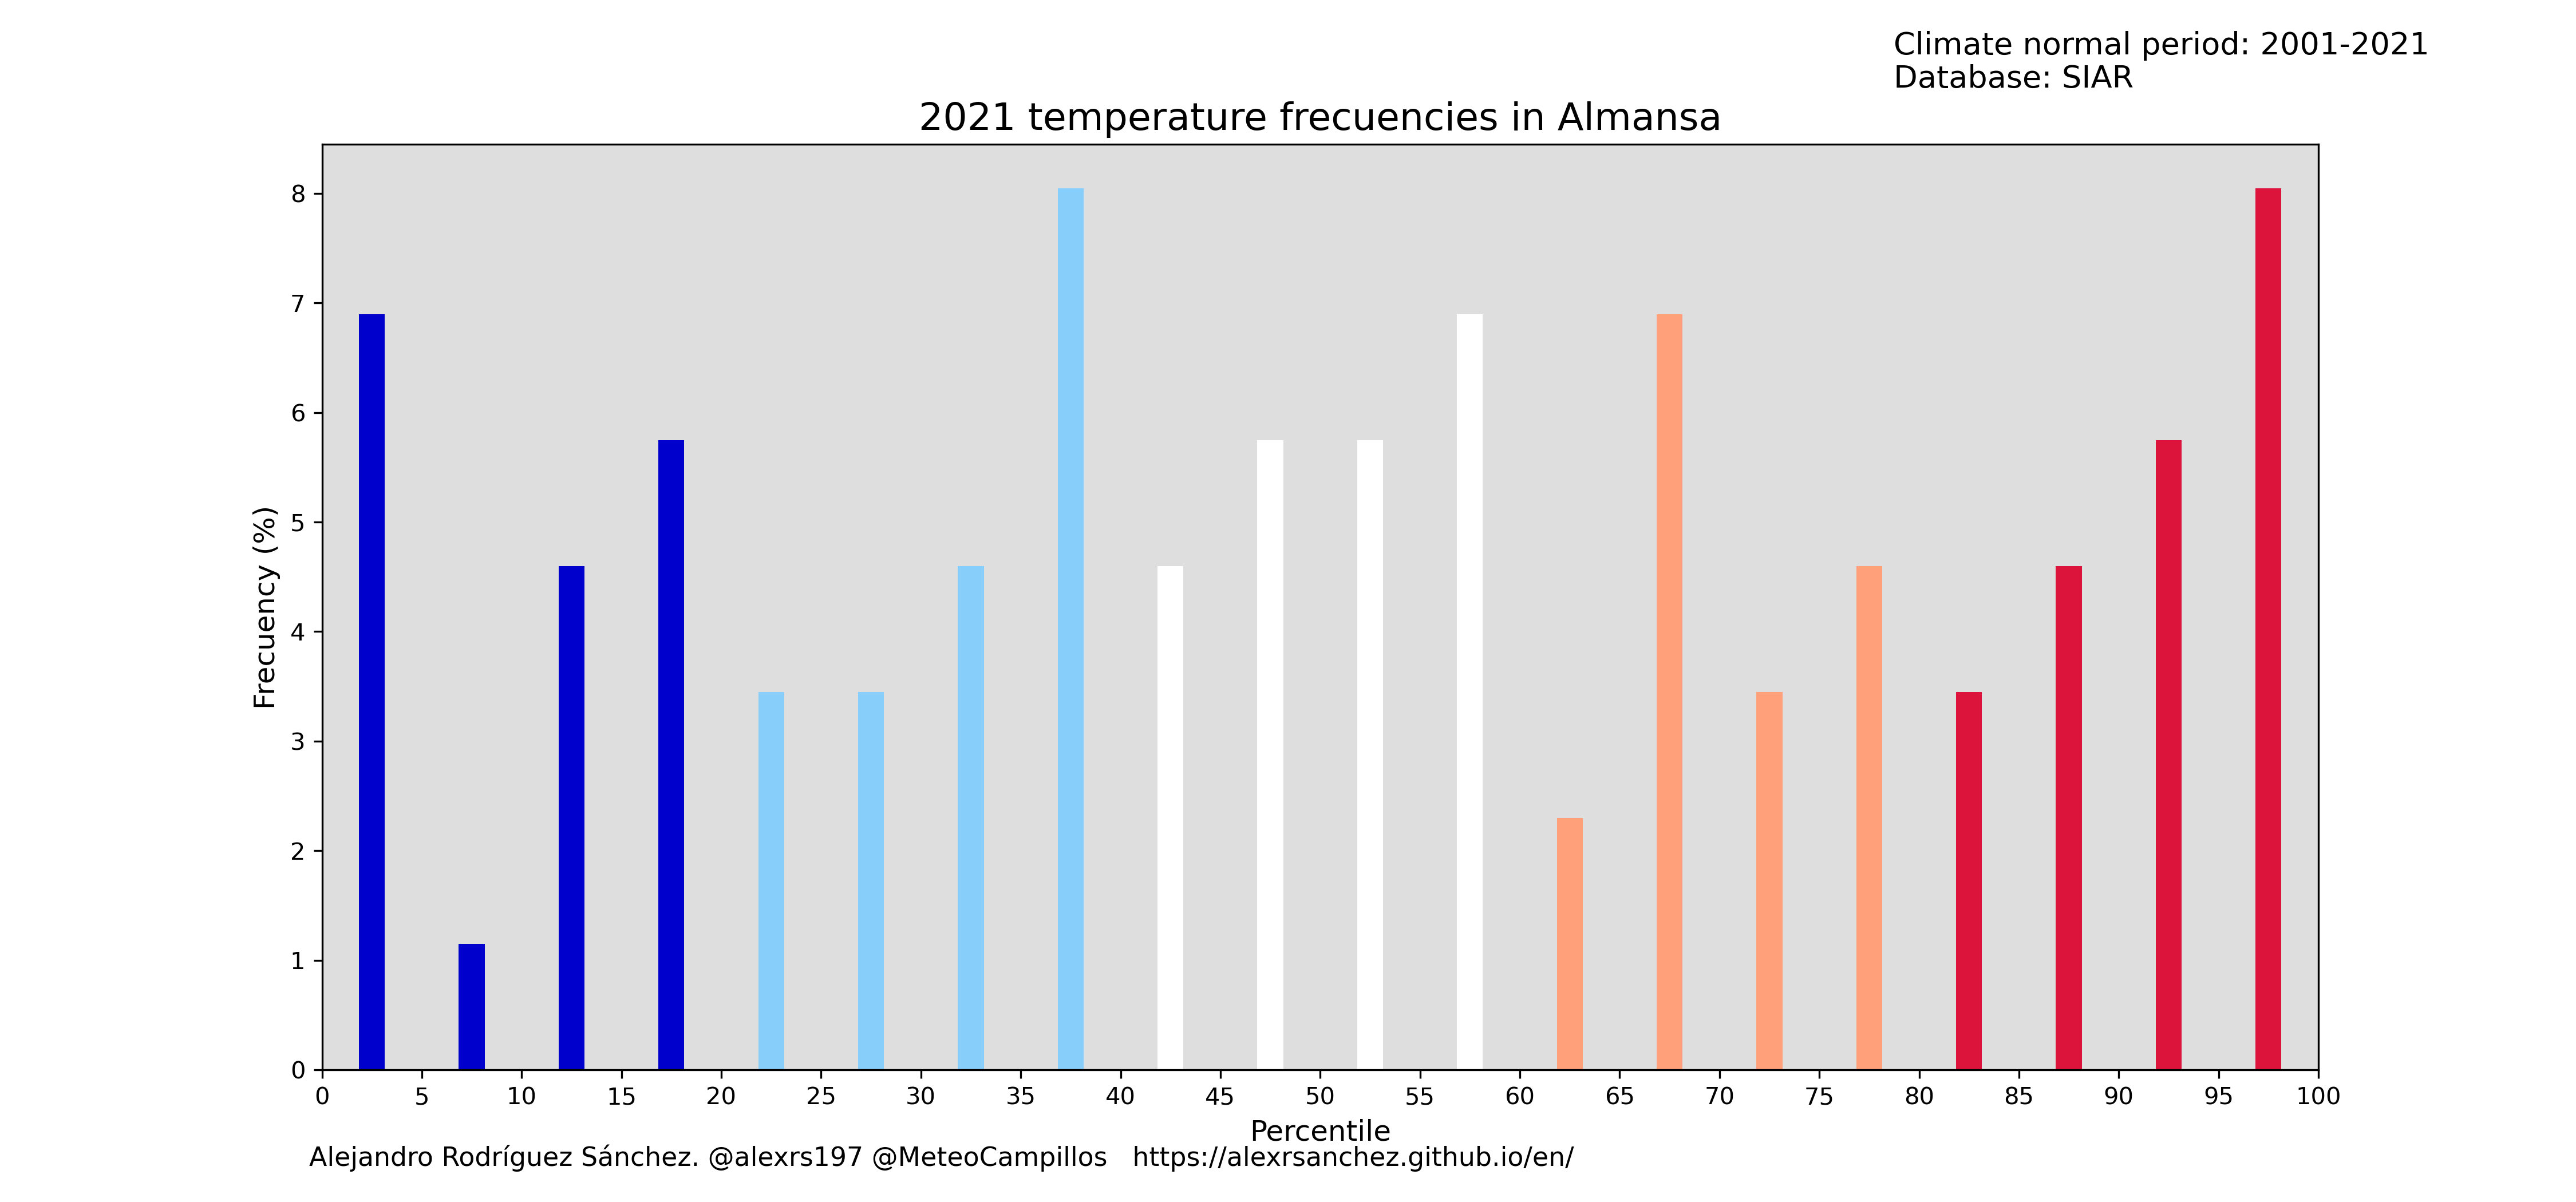 Climate normal period: 2001-2021
Database: SIAR
2021 temperature frecuencies in Almansa
8
7
6
5
4
3
2
1
0
Frecuency (%)
0 5 10 15 20 25 30 35 40 45 50 55 60 65 70 75 80 85 90 95 100
Percentile
Alejandro Rodríguez Sánchez. @alexrs197 @MeteoCampillos https://alexrsanchez.github.io/en/